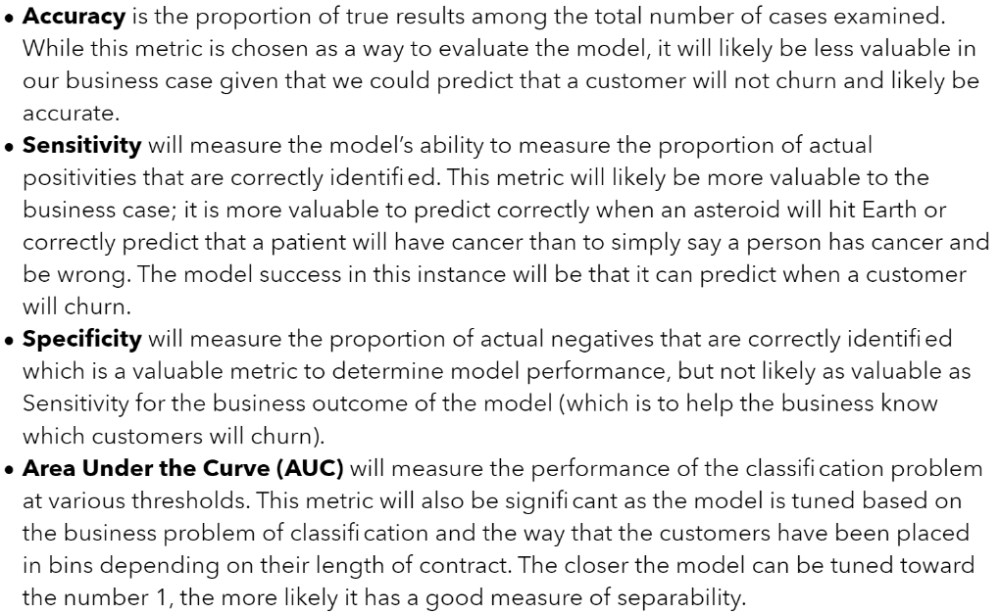 • Accuracy is the proportion of true results among the total number of cases examined.
While this metric is chosen as a way to evaluate the model, it will likely be less valuable in
our business case given that we could predict that a customer will not churn and likely be
accurate.
• Sensitivity will measure the model's ability to measure the proportion of actual
positivities that are correctly identified. This metric will likely be more valuable to the
business case; it is more valuable to predict correctly when an asteroid will hit Earth or
correctly predict that a patient will have cancer than to simply say a person has cancer and
be wrong. The model success in this instance will be that it can predict when a customer
will churn.
• Specificity will measure the proportion of actual negatives that are correctly identified
which is a valuable metric to determine model performance, but not likely as valuable as
Sensitivity for the business outcome of the model (which is to help the business know
which customers will churn).
• Area Under the Curve (AUC) will measure the performance of the classification problem
at various thresholds. This metric will also be significant as the model is tuned based on
the business problem of classification and the way that the customers have been placed
in bins depending on their length of contract. The closer the model can be tuned toward
the number 1, the more likely it has a good measure of separability.